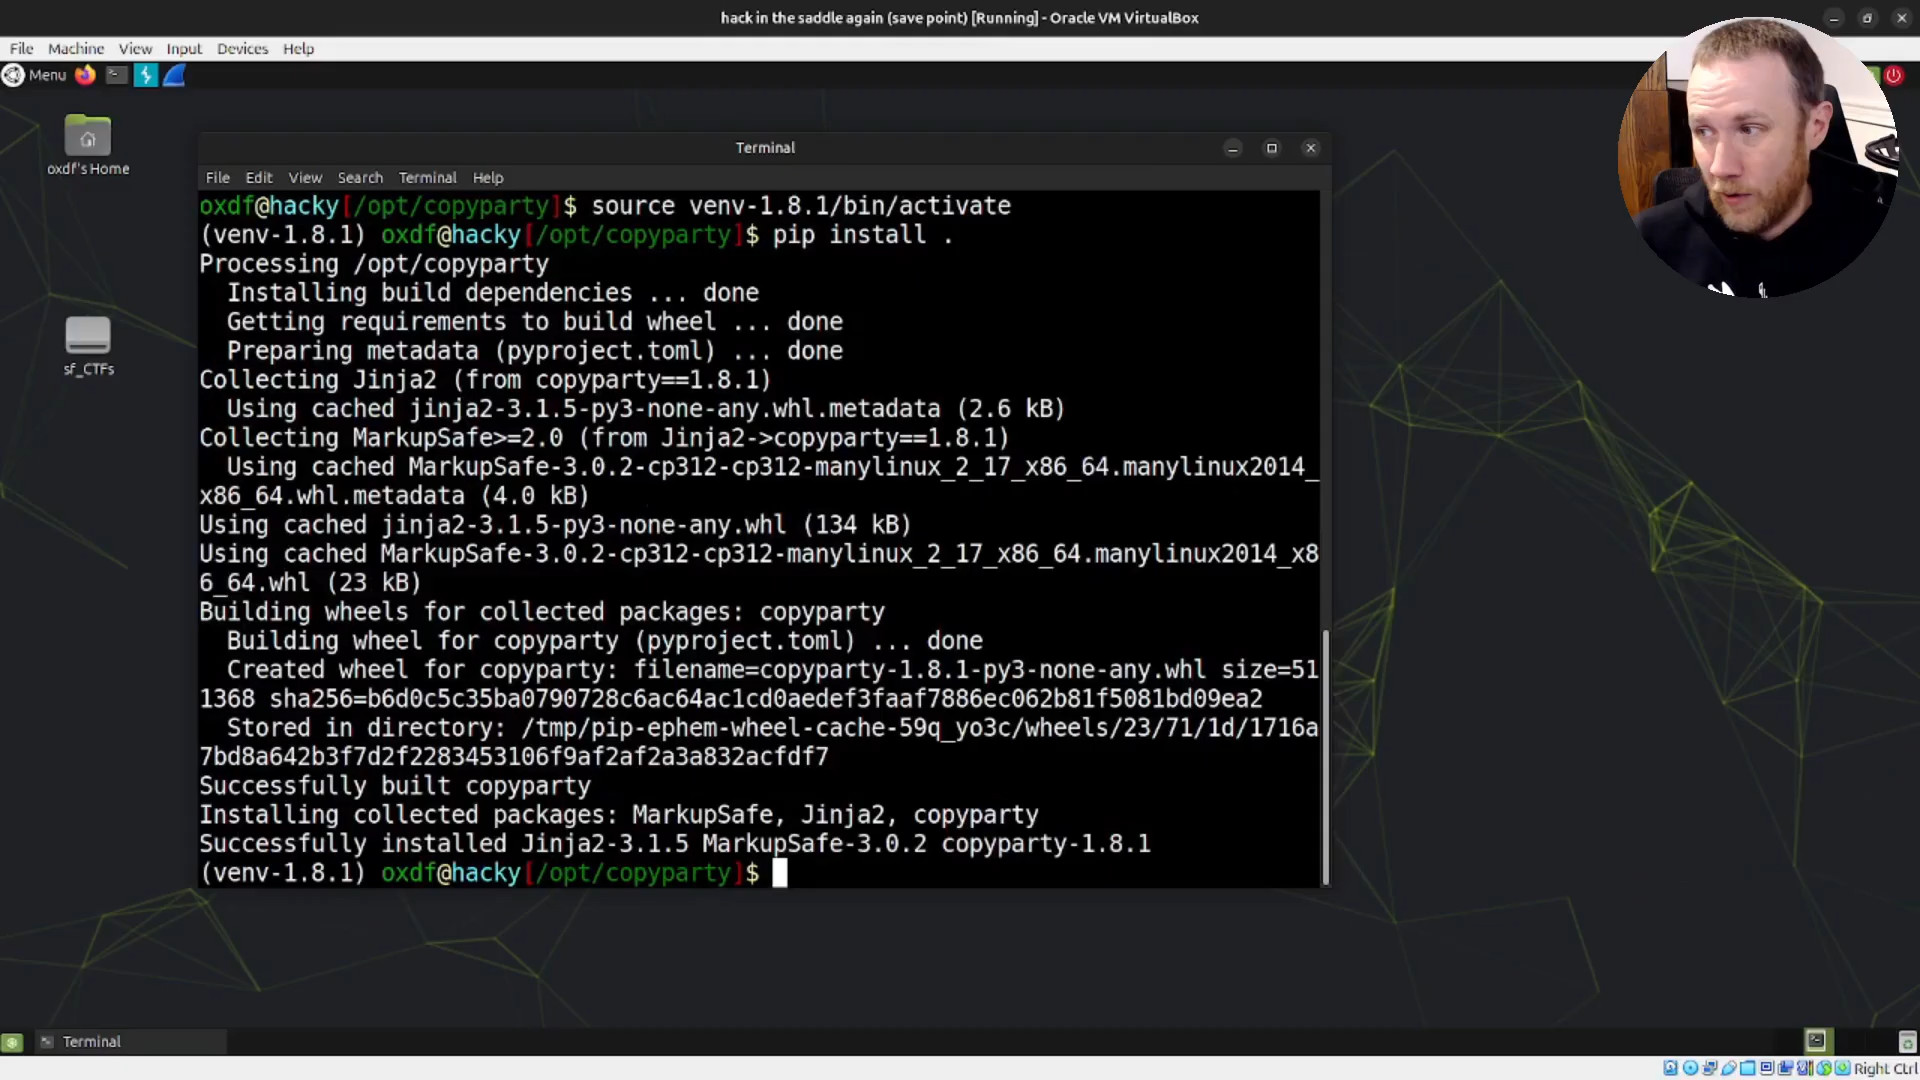 hack in the saddle again (save point) [Running] - Oracle VM VirtualBox
File Machine View Input Devices Help
Menu
oxdf's Home
sf_CTFs
Terminal
File Edit View Search Terminal Help
oxdf@hacky[/opt/copyparty]$ source venv-1.8.1/bin/activate
(venv-1.8.1) oxdf@hacky[/opt/copyparty]$ pip install .
Processing /opt/copyparty
  Installing build dependencies ... done
  Getting requirements to build wheel ... done
  Preparing metadata (pyproject.toml) ... done
Collecting Jinja2 (from copyparty==1.8.1)
  Using cached jinja2-3.1.5-py3-none-any.whl.metadata (2.6 kB)
Collecting MarkupSafe>=2.0 (from Jinja2->copyparty==1.8.1)
  Using cached MarkupSafe-3.0.2-cp312-cp312-manylinux_2_17_x86_64.manylinux2014_
x86_64.whl.metadata (4.0 kB)
Using cached jinja2-3.1.5-py3-none-any.whl (134 kB)
Using cached MarkupSafe-3.0.2-cp312-cp312-manylinux_2_17_x86_64.manylinux2014_x8
6_64.whl (23 kB)
Building wheels for collected packages: copyparty
  Building wheel for copyparty (pyproject.toml) ... done
  Created wheel for copyparty: filename=copyparty-1.8.1-py3-none-any.whl size=51
1368 sha256=b6d0c5c35ba0790728c6ac64ac1cd0aedef3faaf7886ec062b81f5081bd09ea2
  Stored in directory: /tmp/pip-ephem-wheel-cache-59q_yo3c/wheels/23/71/1d/1716a
7bd8a642b3f7d2f2283453106f9af2af2a3a832acfdf7
Successfully built copyparty
Installing collected packages: MarkupSafe, Jinja2, copyparty
Successfully installed Jinja2-3.1.5 MarkupSafe-3.0.2 copyparty-1.8.1
(venv-1.8.1) oxdf@hacky[/opt/copyparty]$
Terminal
Right Ctrl